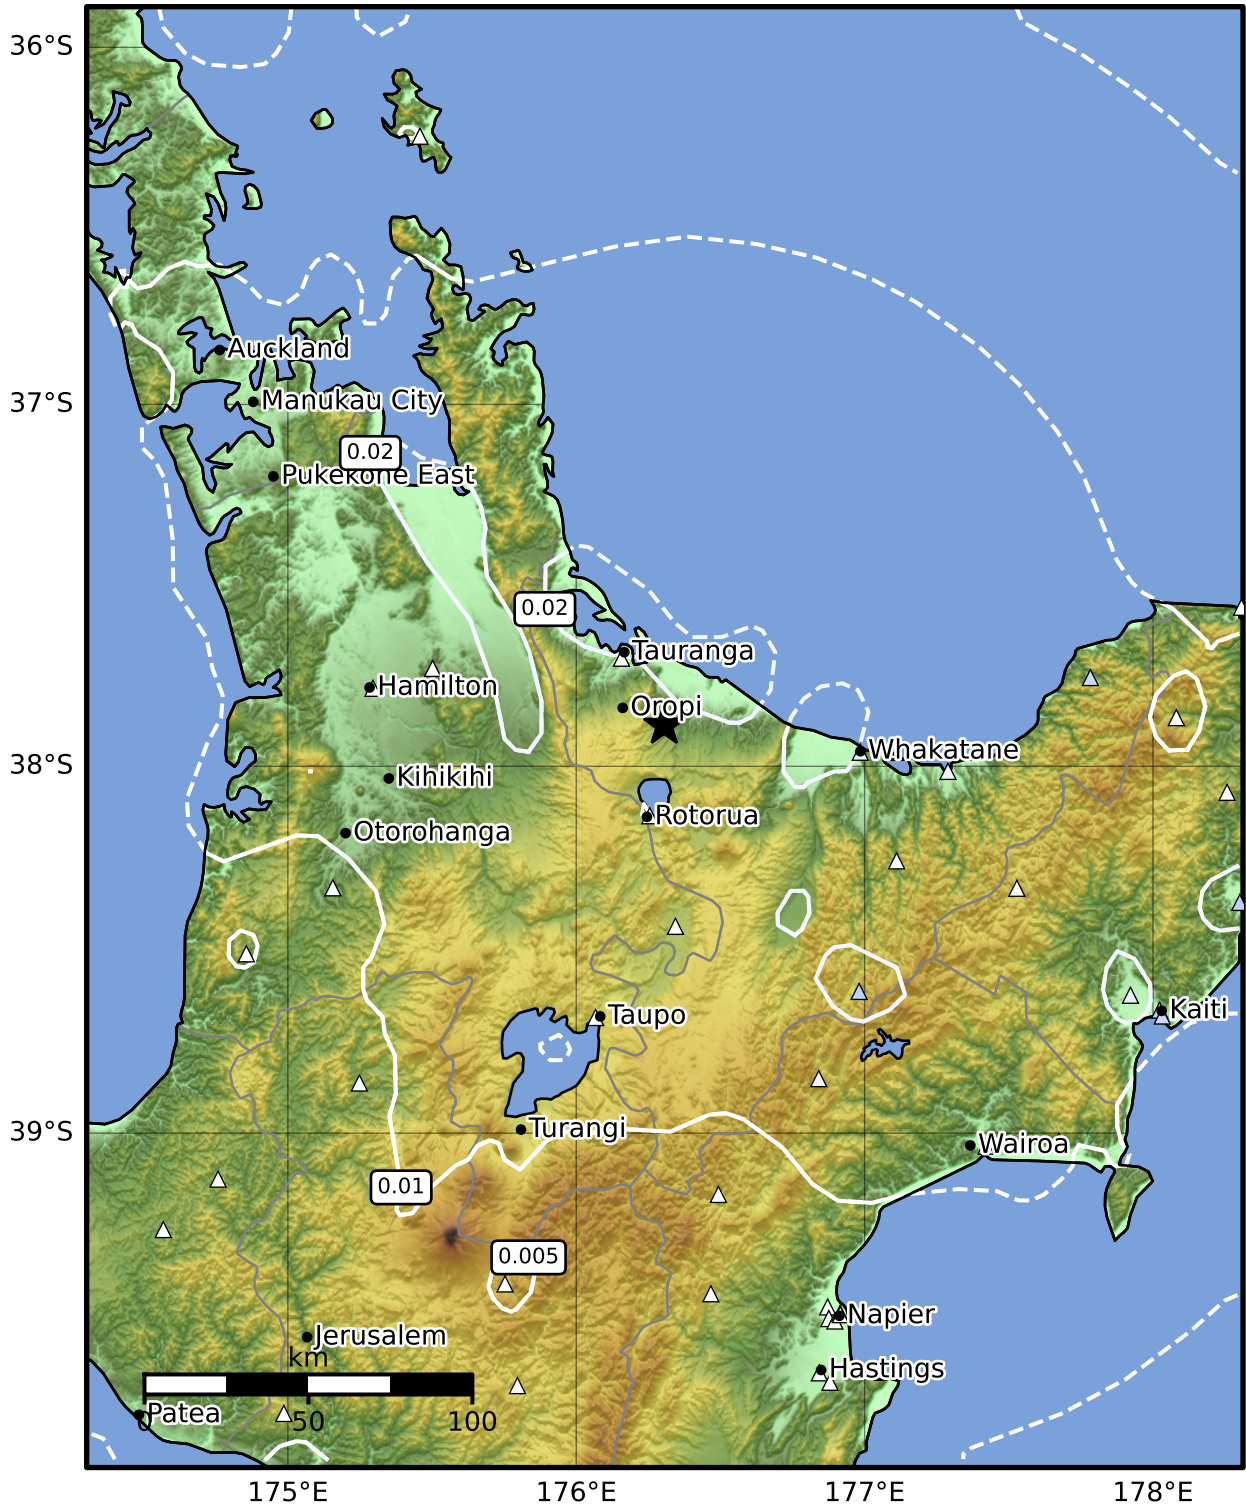 36°S
Auckland
37°S
Manukau City
0.02
Pukekohe East
0.02
Tauranga
Hamilton
Oropi
Whakatane
38°S
Kihikihi
Rotorua
Otorohanga
Kaiti
Taupo
39°S
Turangi
Wairoa
0.01
0.005
Napier
Jerusalem
km
Hastings
Patea
0 50 100
175°E 176°E 177°E 178°E